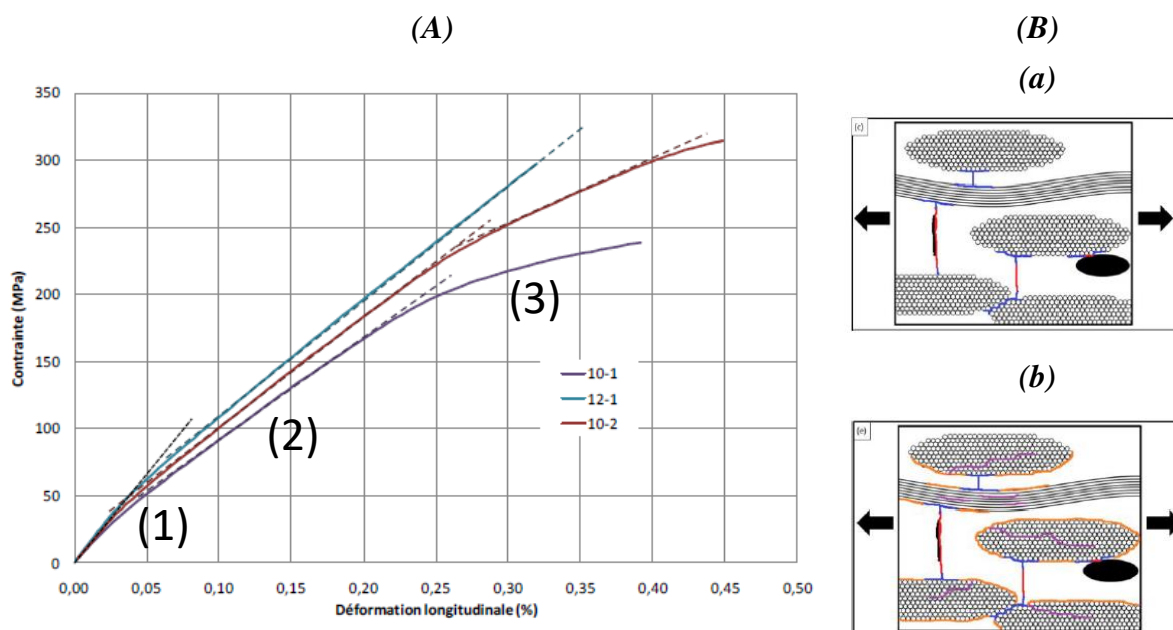 (A)
(B)
(a)
(c)
(b)
(e)
Contrainte (MPa)
350
300
250
200
150
100
50
0
(1)
(2)
(3)
10-1
12-1
10-2
0,00 0,05 0,10 0,15 0,20 0,25 0,30 0,35 0,40 0,45 0,50
Déformation longitudinale (%)